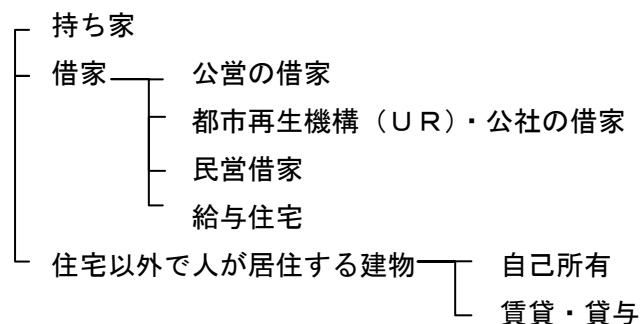 持ち家
借家 公営の借家
都市再生機構（ＵＲ）・公社の借家
民営借家
給与住宅
住宅以外で人が居住する建物 自己所有
賃貸・貸与